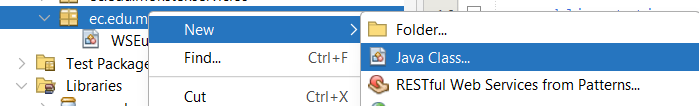 ec.edu.m
New
Folder...
WSEu
Find...
Ctrl+F
Java Class...
Test Package
Libraries
RESTful Web Services from Patterns...
Cut
Ctrl+X